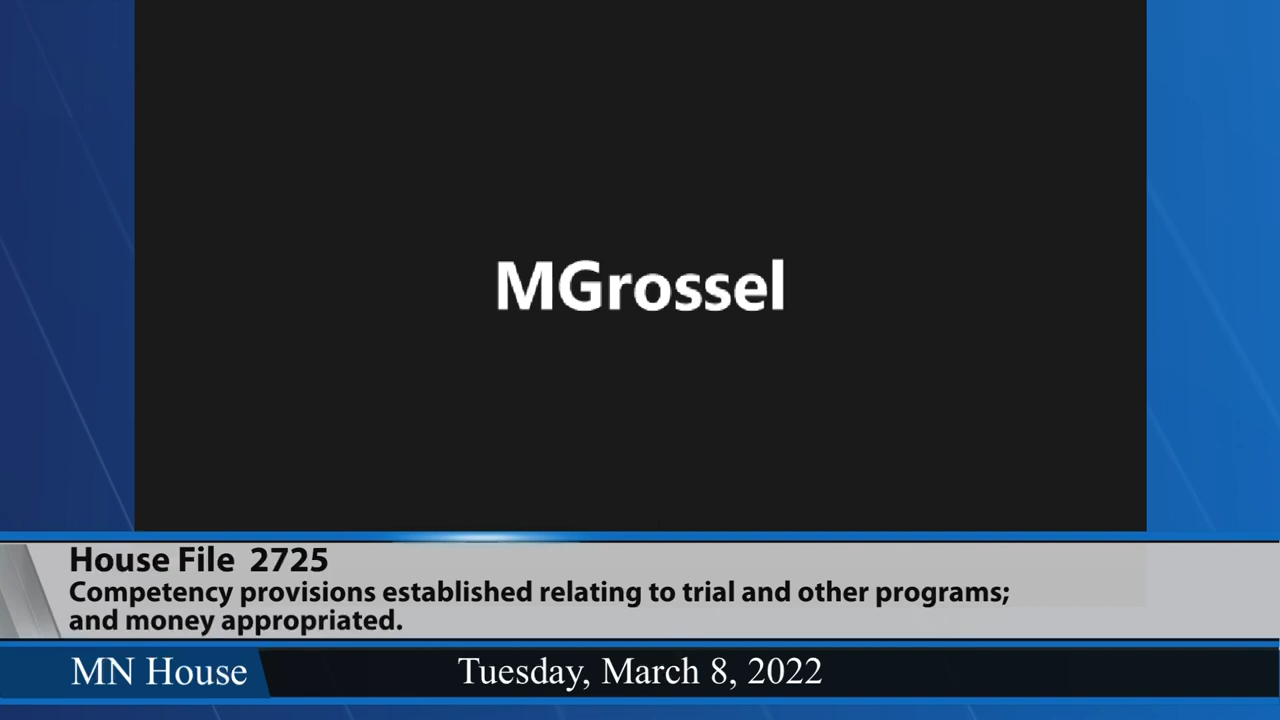 MGrossel
House File 2725
Competency provisions established relating to trial and other programs;
and money appropriated.
MN House
Tuesday, March 8, 2022